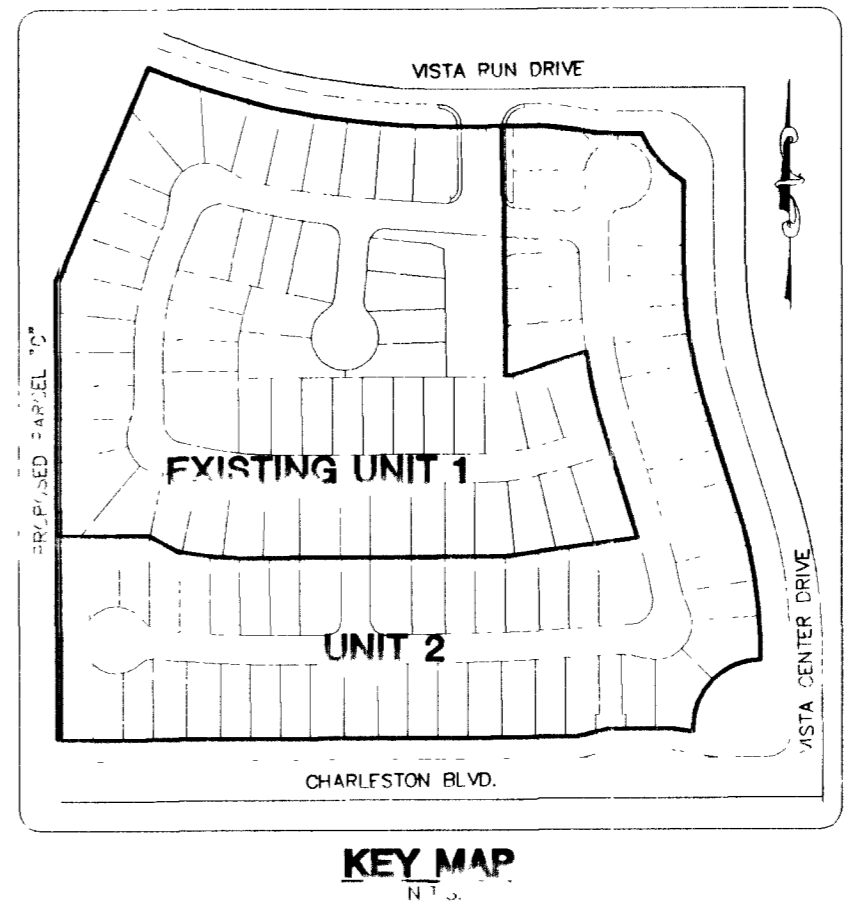 VISTA RUN DRIVE
PROPOSED PARCEL "C"
EXISTING UNIT 1
UNIT 2
VISTA CENTER DRIVE
CHARLESTON BLVD.
KEY MAP
N.T.S.